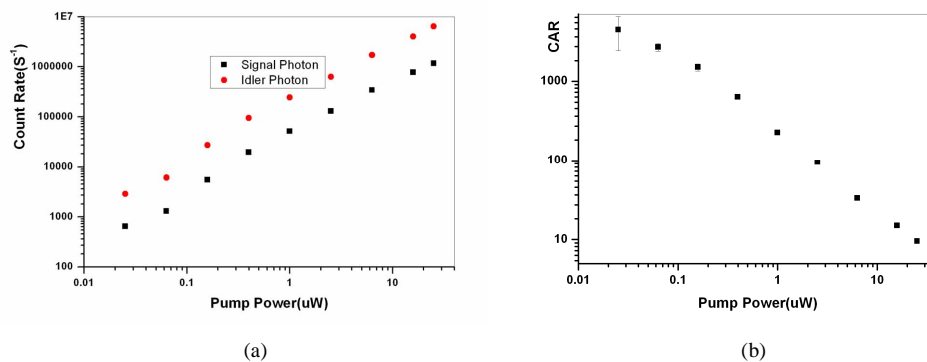 1E7
1000000
100000
10000
1000
100
0.01
0.1
1
10
Count Rate(S⁻¹)
Pump Power(uW)
Signal Photon
Idler Photon
(a)
CAR
1000
100
10
0.01
0.1
1
10
Pump Power(uW)
(b)